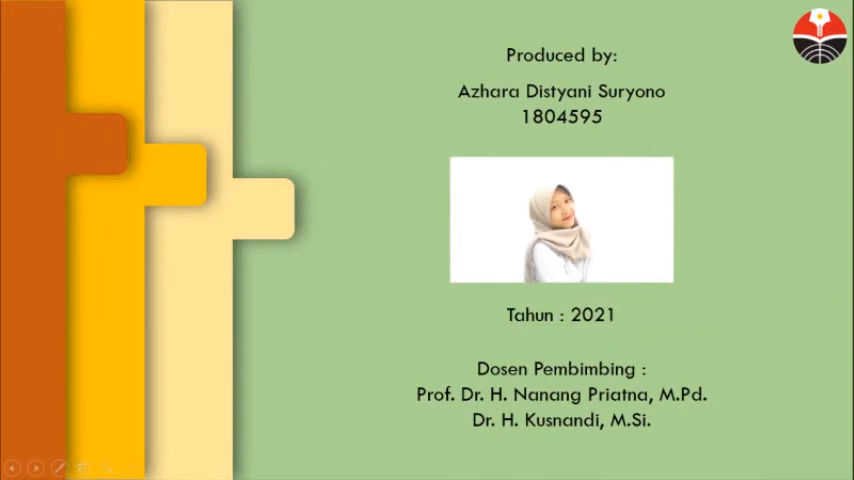 Produced by:
Azhara Distyani Suryono
1804595
Tahun : 2021
Dosen Pembimbing :
Prof. Dr. H. Nanang Priatna, M.Pd.
Dr. H. Kusnandi, M.Si.